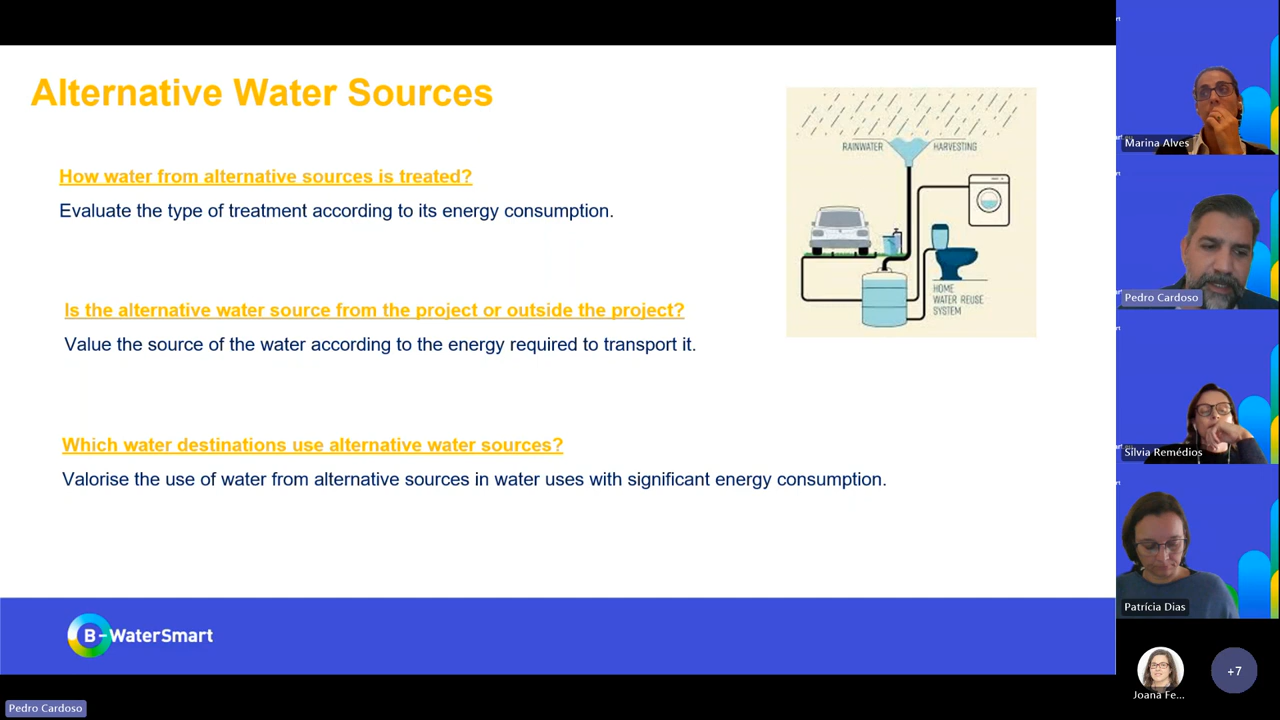 Alternative Water Sources
How water from alternative sources is treated?
Evaluate the type of treatment according to its energy consumption.
Is the alternative water source from the project or outside the project?
Value the source of the water according to the energy required to transport it.
Which water destinations use alternative water sources?
Valorise the use of water from alternative sources in water uses with significant energy consumption.
RAINWATER HARVESTING
HOME
WATER REUSE
SYSTEM
B-WaterSmart
Pedro Cardoso
Marina Alves
Pedro Cardoso
Sílvia Remédios
Patrícia Dias
Joana Fe...
+7